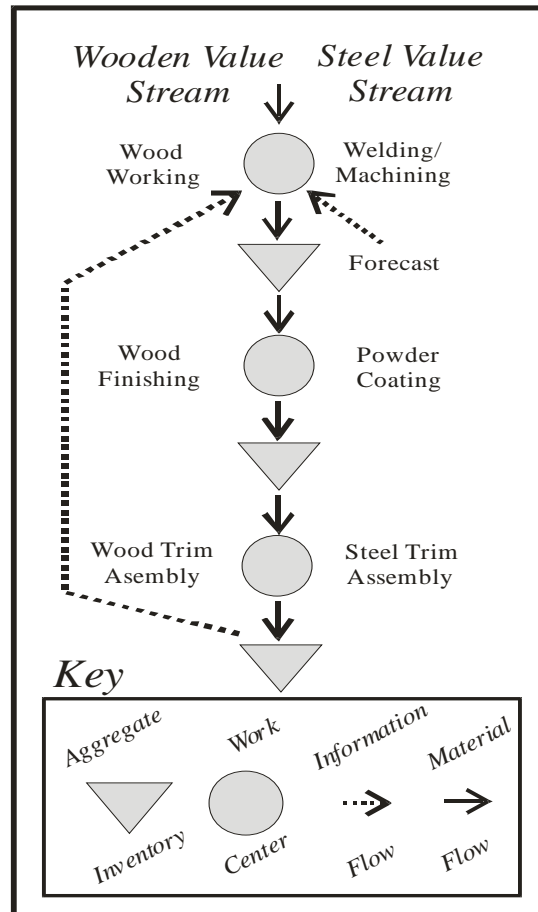 Wooden Value
Stream
Steel Value
Stream
Wood
Working
Welding/
Machining
Forecast
Wood
Finishing
Powder
Coating
Wood Trim
Asembly
Steel Trim
Assembly
Key
Aggregate
Inventory
Work
Center
Information
Flow
Material
Flow